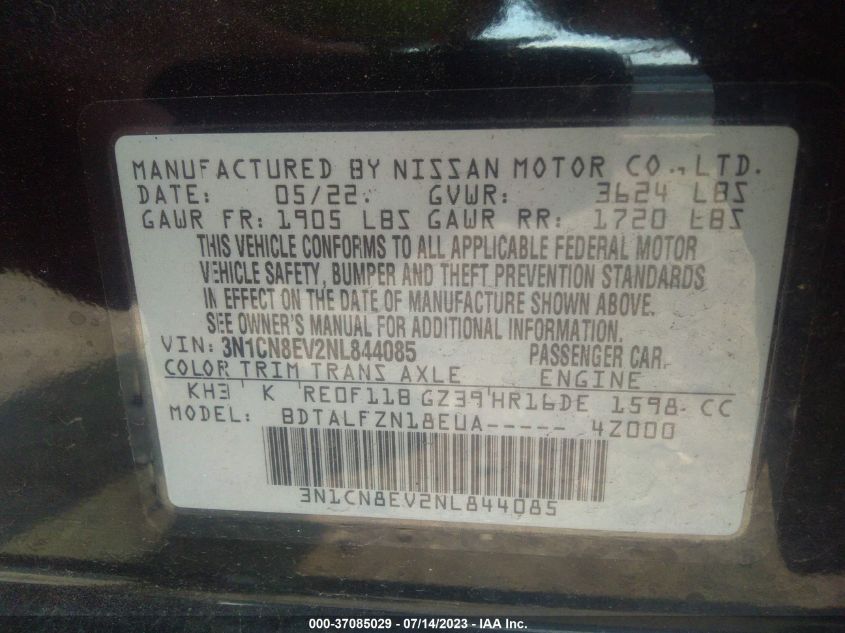 MANUFACTURED BY NISSAN MOTOR CO., LTD.
DATE: 05/22. GVWR: 3624 LBS
GAWR FR: 1905 LBS GAWR RR: 1720 LBS
THIS VEHICLE CONFORMS TO ALL APPLICABLE FEDERAL MOTOR
VEHICLE SAFETY, BUMPER AND THEFT PREVENTION STANDARDS
IN EFFECT ON THE DATE OF MANUFACTURE SHOWN ABOVE.
SEE OWNER'S MANUAL FOR ADDITIONAL INFORMATION.
VIN: 3N1CN8EV2NL844085 PASSENGER CAR.
COLOR TRIM TRANS AXLE ENGINE
KH3 K RE0F11B GZ39 HR16DE 1598 CC
MODEL: BDTALFZN18EUA----- 4Z000
3N1CN8EV2NL844085
000-37085029 - 07/14/2023 - IAA Inc.